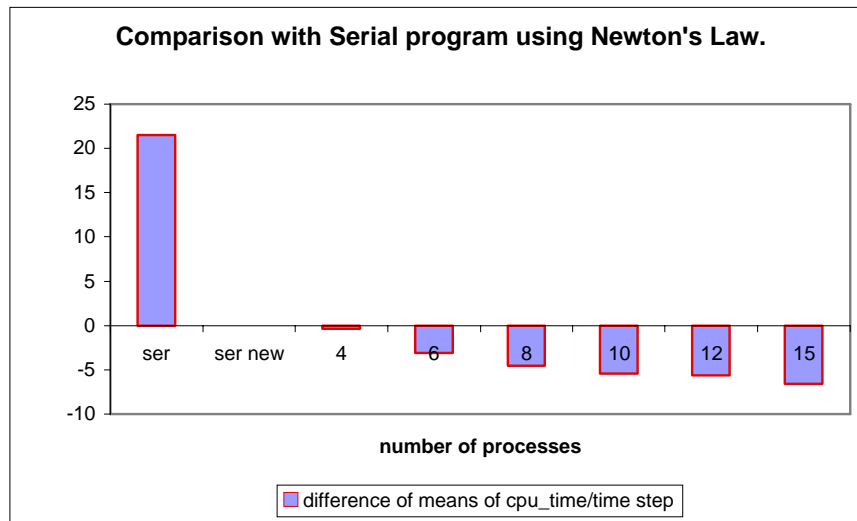 Comparison with Serial program using Newton's Law.
25
20
15
10
5
0
-5
-10
ser
ser new
4
6
8
10
12
15
number of processes
difference of means of cpu_time/time step